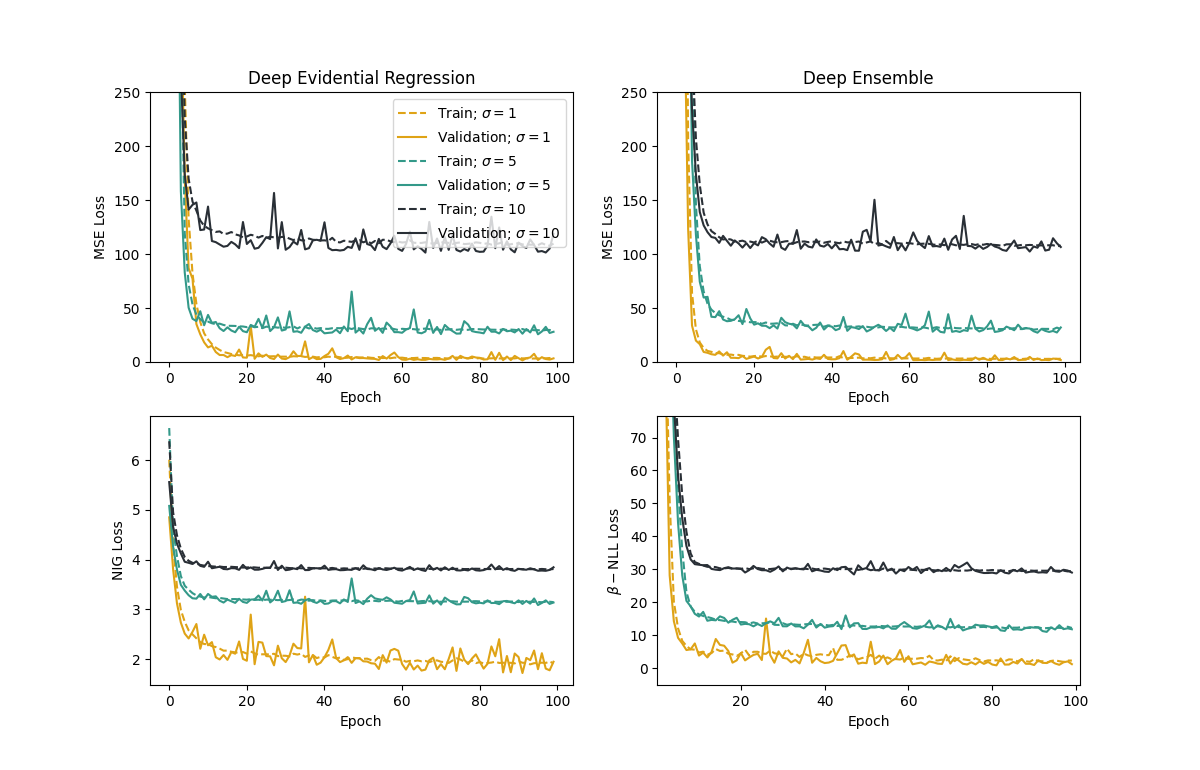 Deep Evidential Regression
250
200
150
100
50
0
MSE Loss
0 20 40 60 80 100
Epoch
Train; σ = 1
Validation; σ = 1
Train; σ = 5
Validation; σ = 5
Train; σ = 10
Validation; σ = 10
Deep Ensemble
250
200
150
100
50
0
MSE Loss
0 20 40 60 80 100
Epoch
6
5
4
3
2
NIG Loss
0 20 40 60 80 100
Epoch
70
60
50
40
30
20
10
0
β − NLL Loss
20 40 60 80 100
Epoch